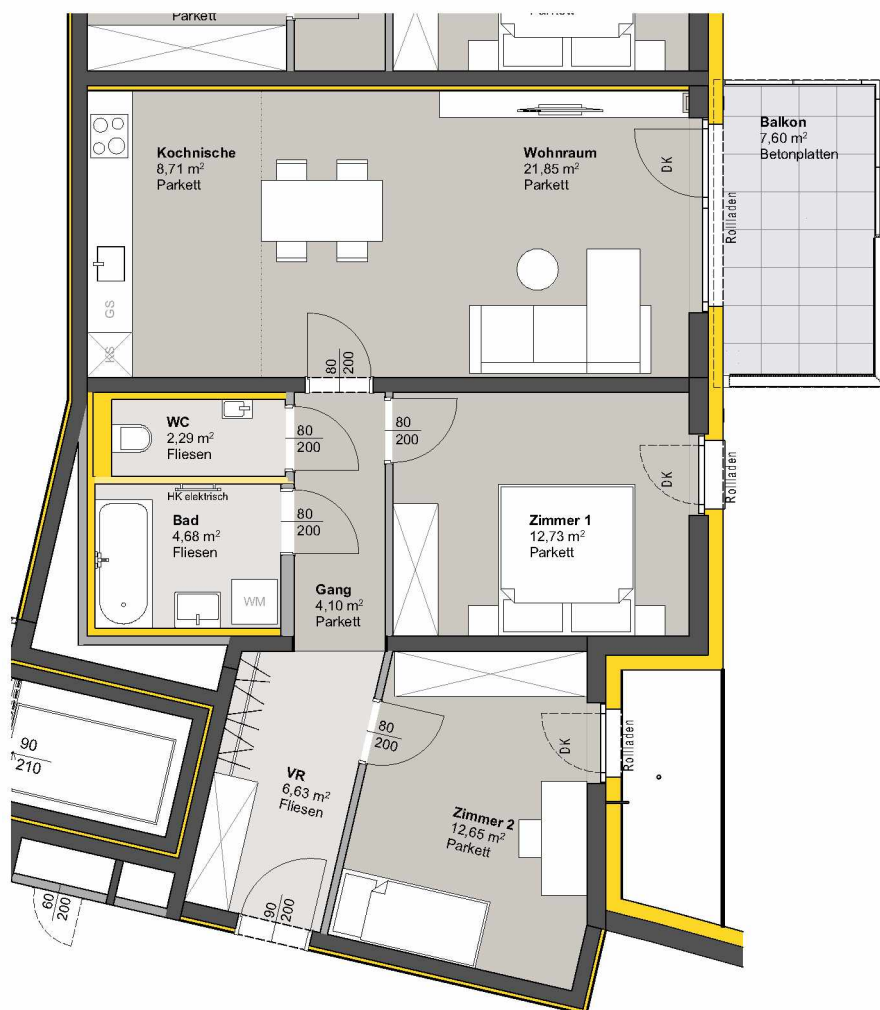 Parkett
Parkett
Kochnische
8,71 m²
Parkett
Wohnraum
21,85 m²
Parkett
DK
Rollladen
Balkon
7,60 m²
Betonplatten
GS
KS
80
200
WC
2,29 m²
Fliesen
80
200
80
200
HK elektrisch
Bad
4,68 m²
Fliesen
WM
80
200
Gang
4,10 m²
Parkett
Zimmer 1
12,73 m²
Parkett
DK
Rollladen
VR
6,63 m²
Fliesen
80
200
Zimmer 2
12,65 m²
Parkett
DK
Rollladen
90
210
60
200
90
200